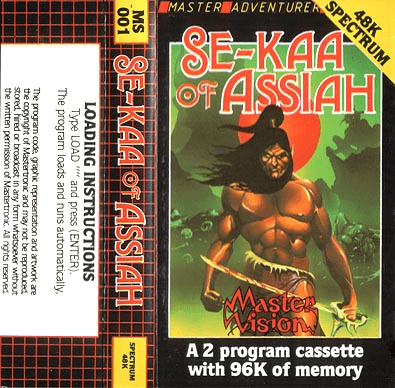 MS
001
SE-KAA OF ASSIAH
SPECTRUM
48K
LOADING INSTRUCTIONS
Type LOAD "" and press (ENTER).
The program loads and runs automatically.
The program code, graphic representation and artwork are
the copyright of Mastertronic and may not be reproduced,
stored, hired or broadcast in any form whatsoever without
the written permission of Mastertronic. All rights reserved.
MASTER ADVENTURER
48K
SPECTRUM
SE-KAA
OF ASSIAH
Master
Vision
A 2 program cassette
with 96K of memory